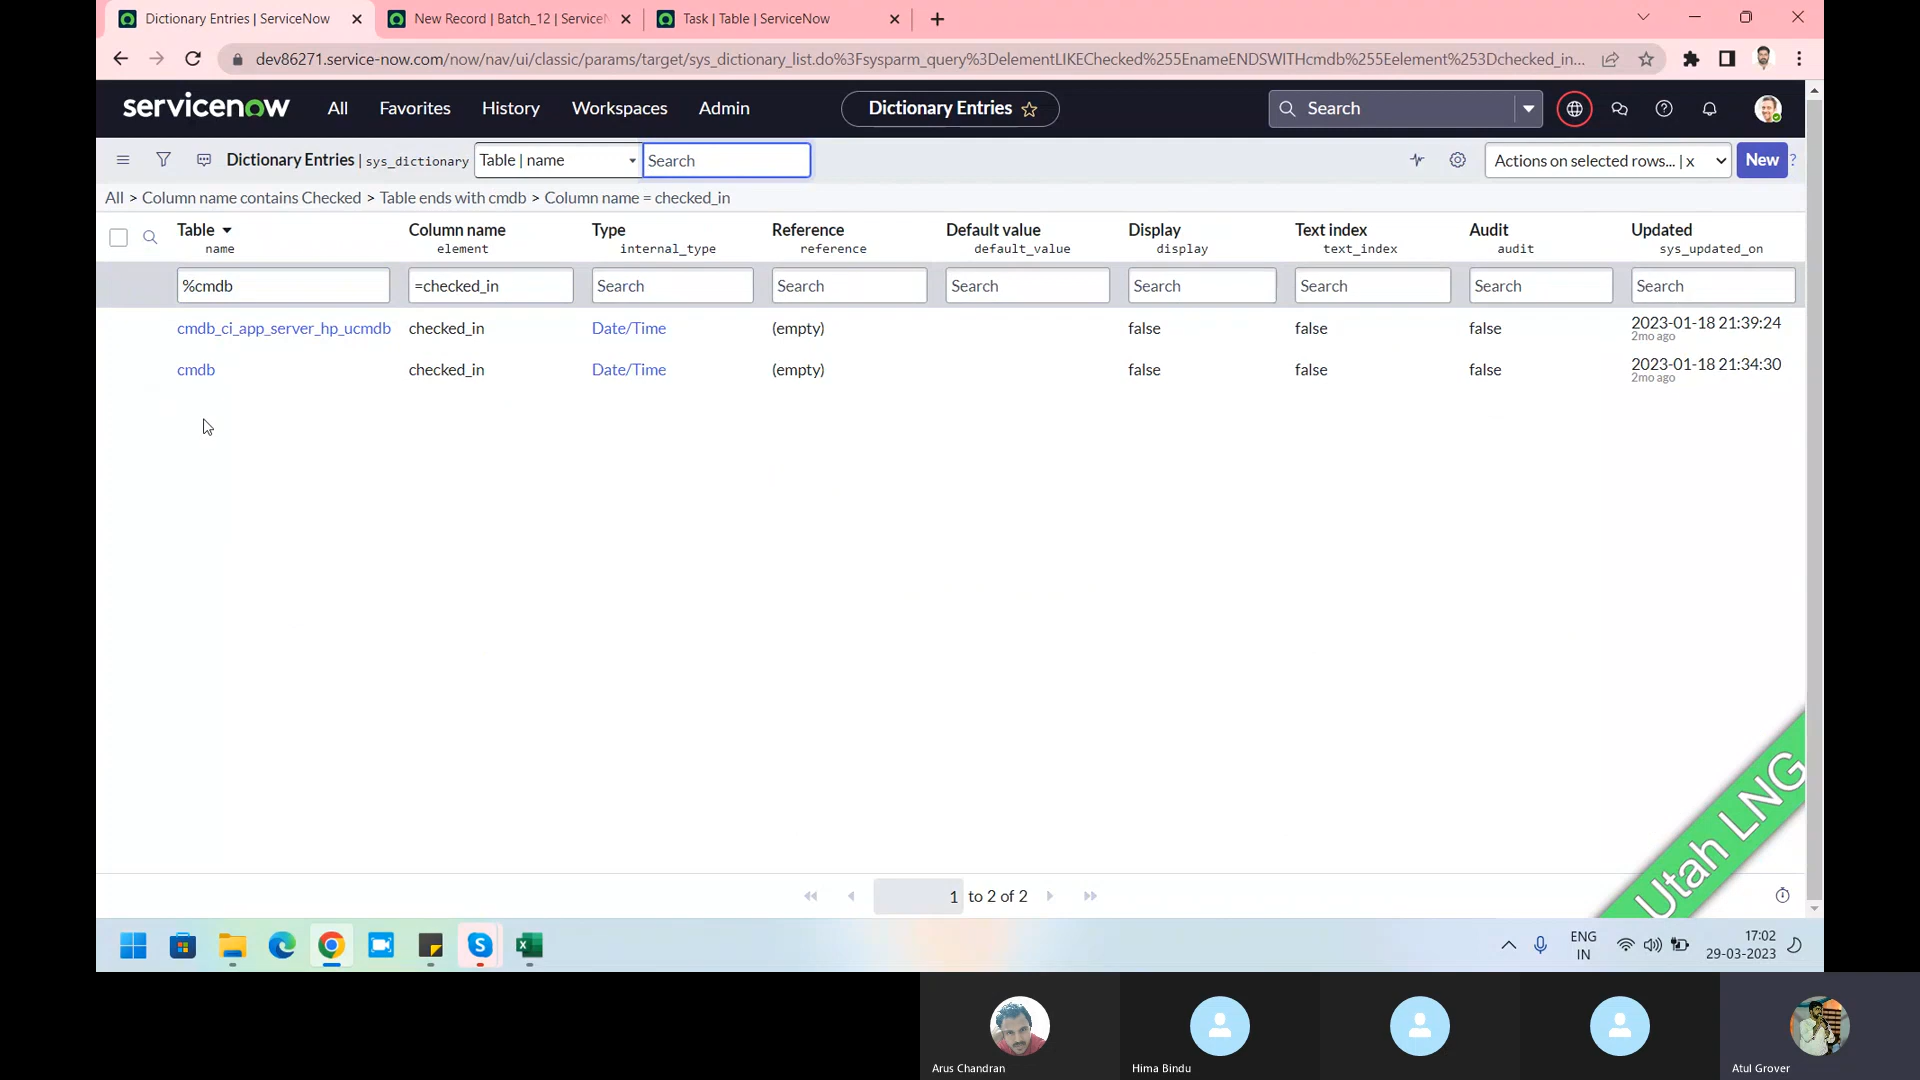 Dictionary Entries | ServiceNow
New Record | Batch_12 | ServiceN
Task | Table | ServiceNow
dev86271.service-now.com/now/nav/ui/classic/params/target/sys_dictionary_list.do%3Fsysparm_query%3DelementLIKEChecked%255EnameENDSWITHcmdb%255Eelement%253Dchecked_in...
servicenow
All
Favorites
History
Workspaces
Admin
Dictionary Entries
Search
Dictionary Entries | sys_dictionary
Table | name
Search
Actions on selected rows... | x
New
?
All > Column name contains Checked > Table ends with cmdb > Column name = checked_in
Table Column name Type Reference Default value Display Text index Audit Updated
name element internal_type reference default_value display text_index audit sys_updated_on
%cmdb =checked_in Search Search Search Search Search Search Search
cmdb_ci_app_server_hp_ucmdb checked_in Date/Time (empty) false false false 2023-01-18 21:39:24
2mo ago
cmdb checked_in Date/Time (empty) false false false 2023-01-18 21:34:30
2mo ago
Utah LNG
1 to 2 of 2
ENG
IN
17:02
29-03-2023
Arus Chandran
Hima Bindu
Atul Grover